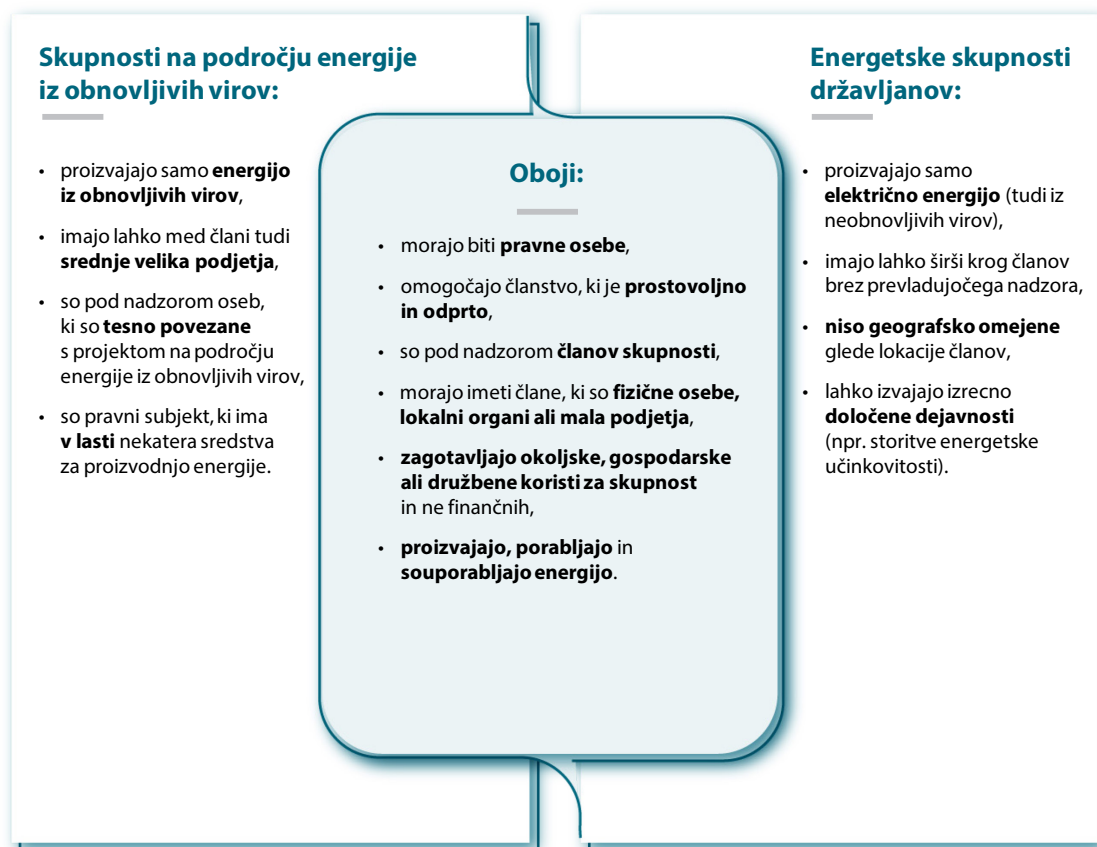 Skupnosti na področju energije
iz obnovljivih virov:
• proizvajajo samo energijo
iz obnovljivih virov,
• imajo lahko med člani tudi
srednje velika podjetja,
• so pod nadzorom oseb,
ki so tesno povezane
s projektom na področju
energije iz obnovljivih virov,
• so pravni subjekt, ki ima
v lasti nekatera sredstva
za proizvodnjo energije.
Oboji:
• morajo biti pravne osebe,
• omogočajo članstvo, ki je prostovoljno
in odprto,
• so pod nadzorom članov skupnosti,
• morajo imeti člane, ki so fizične osebe,
lokalni organi ali mala podjetja,
• zagotavljajo okoljske, gospodarske
ali družbene koristi za skupnost
in ne finančnih,
• proizvajajo, porabljajo in
souporabljajo energijo.
Energetske skupnosti
državljanov:
• proizvajajo samo
električno energijo (tudi iz
neobnovljivih virov),
• imajo lahko širši krog članov
brez prevladujočega nadzora,
• niso geografsko omejene
glede lokacije članov,
• lahko izvajajo izrecno
določene dejavnosti
(npr. storitve energetske
učinkovitosti).